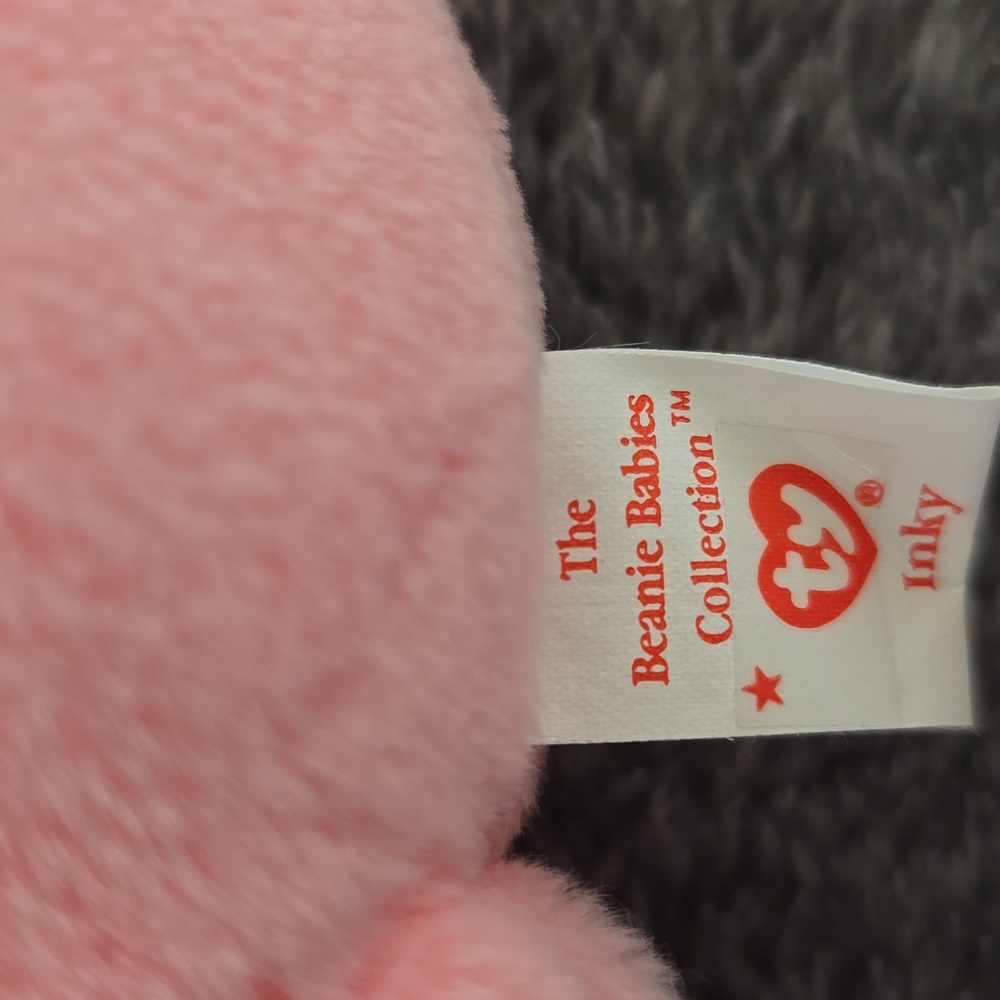 The
Beanie Babies
Collection™
ty®
Inky